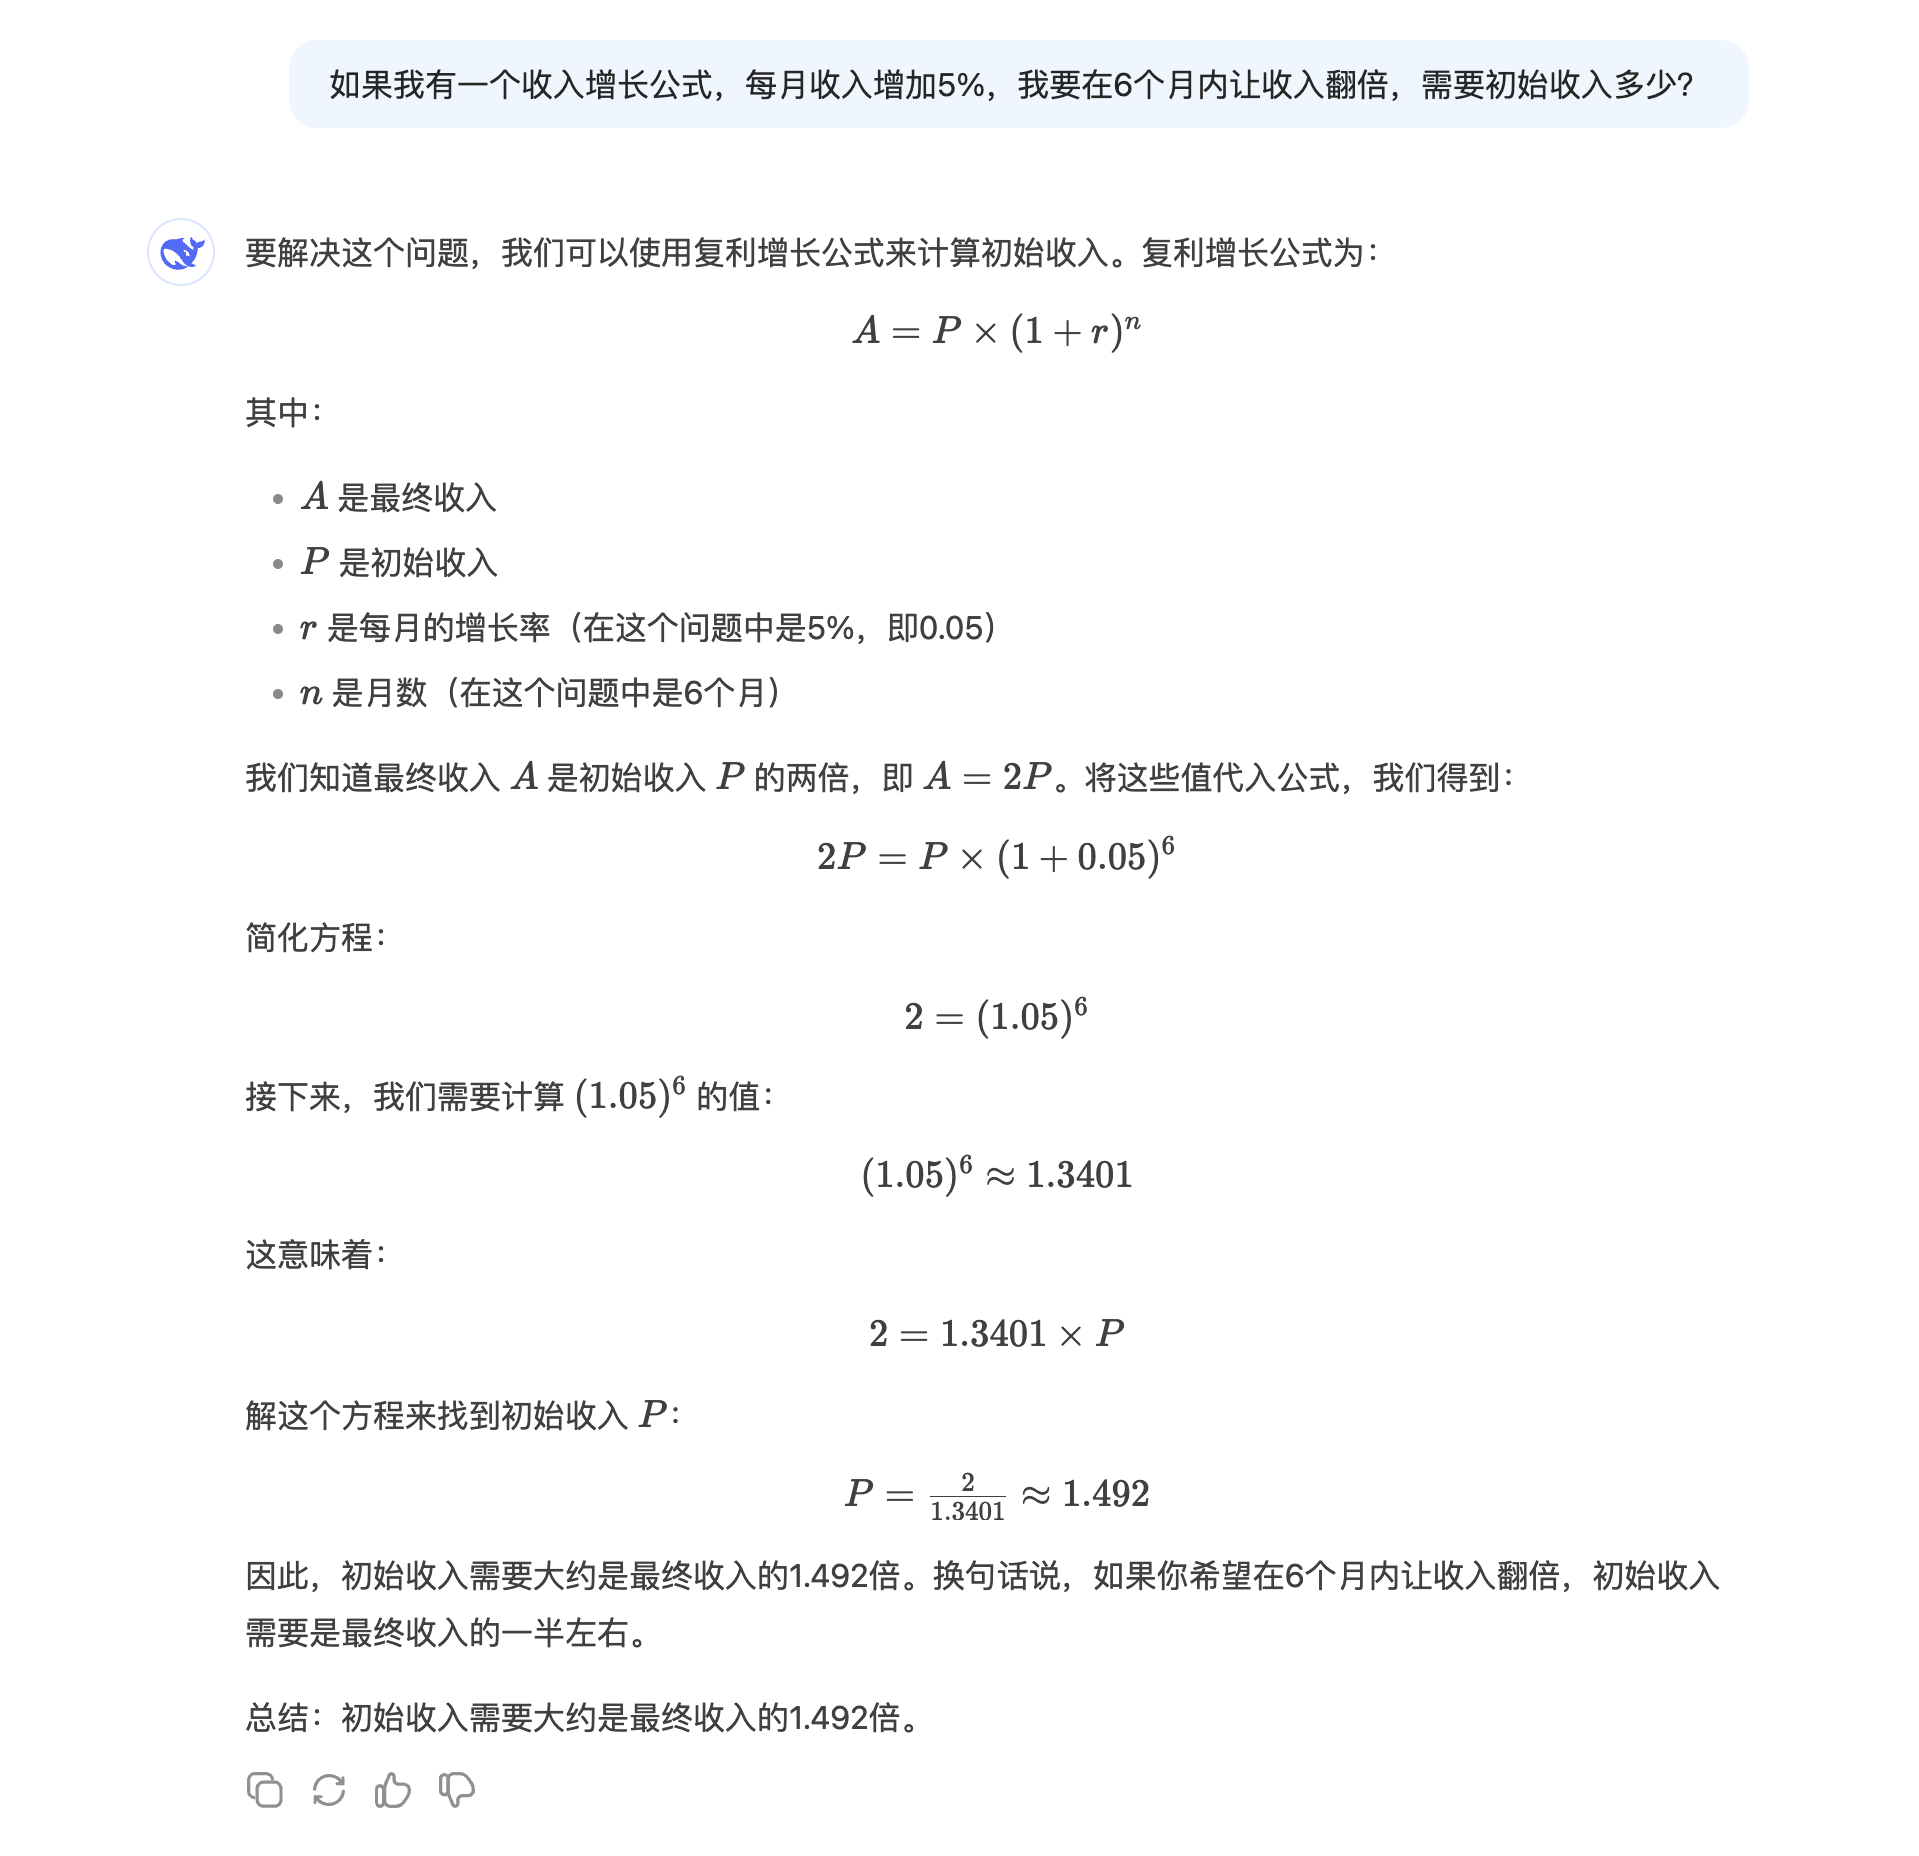 如果我有一个收入增长公式，每月收入增加5%，我要在6个月内让收入翻倍，需要初始收入多少?
要解决这个问题，我们可以使用复利增长公式来计算初始收入。复利增长公式为：
A = P × (1 + r)^n
其中：
• A 是最终收入
• P 是初始收入
• r 是每月的增长率（在这个问题中是5%，即0.05）
• n 是月数（在这个问题中是6个月）
我们知道最终收入 A 是初始收入 P 的两倍，即 A = 2P。将这些值代入公式，我们得到：
2P = P × (1 + 0.05)^6
简化方程：
2 = (1.05)^6
接下来，我们需要计算 (1.05)^6 的值：
(1.05)^6 ≈ 1.3401
这意味着：
2 = 1.3401 × P
解这个方程来找到初始收入 P：
P = 2/1.3401 ≈ 1.492
因此，初始收入需要大约是最终收入的1.492倍。换句话说，如果你希望在6个月内让收入翻倍，初始收入
需要是最终收入的一半左右。
总结：初始收入需要大约是最终收入的1.492倍。